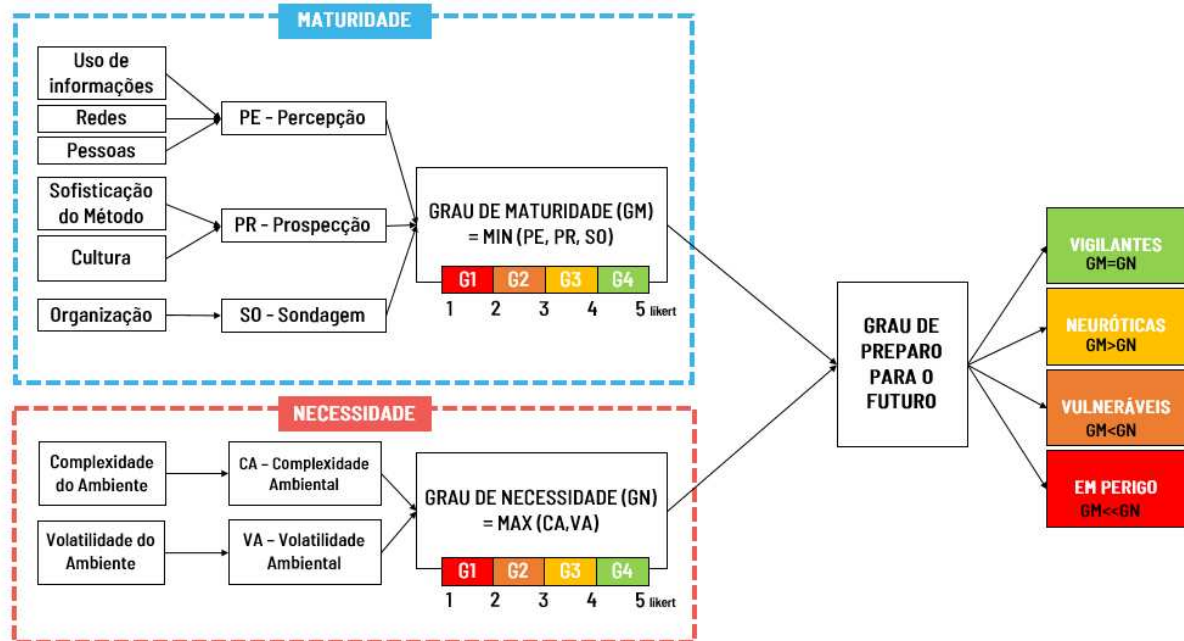 MATURIDADE
Uso de
informações
Redes
Pessoas
Sofisticação
do Método
Cultura
Organização
PE - Percepção
PR - Prospecção
SO - Sondagem
GRAU DE MATURIDADE (GM)
= MIN (PE, PR, SO)
G1 G2 G3 G4
1 2 3 4 5 likert
NECESSIDADE
Complexidade
do Ambiente
Volatilidade do
Ambiente
CA – Complexidade
Ambiental
VA – Volatilidade
Ambiental
GRAU DE NECESSIDADE (GN)
= MAX (CA,VA)
G1 G2 G3 G4
1 2 3 4 5 likert
GRAU DE
PREPARO
PARA O
FUTURO
VIGILANTES
GM=GN
NEURÓTICAS
GM>GN
VULNERÁVEIS
GM<GN
EM PERIGO
GM<<GN